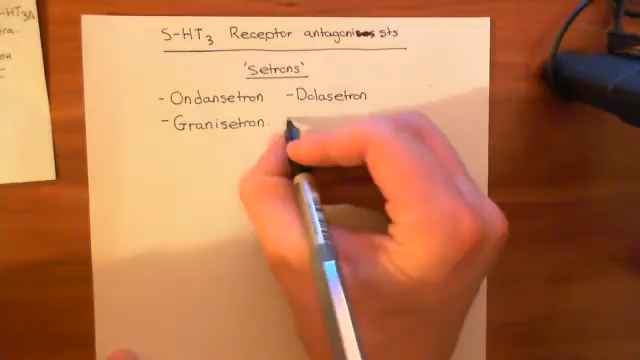 5-HT3 Receptor antagonists
'Setrons'
- Ondansetron - Dolasetron
- Granisetron.